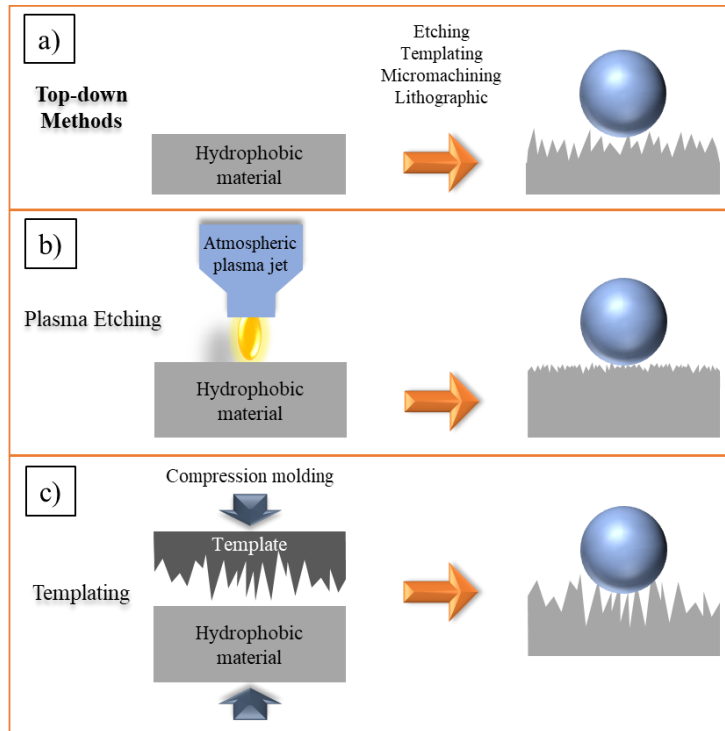 a)
Top-down
Methods
Hydrophobic
material
Etching
Templating
Micromachining
Lithographic
b)
Plasma Etching
Atmospheric
plasma jet
Hydrophobic
material
c)
Templating
Compression molding
Template
Hydrophobic
material